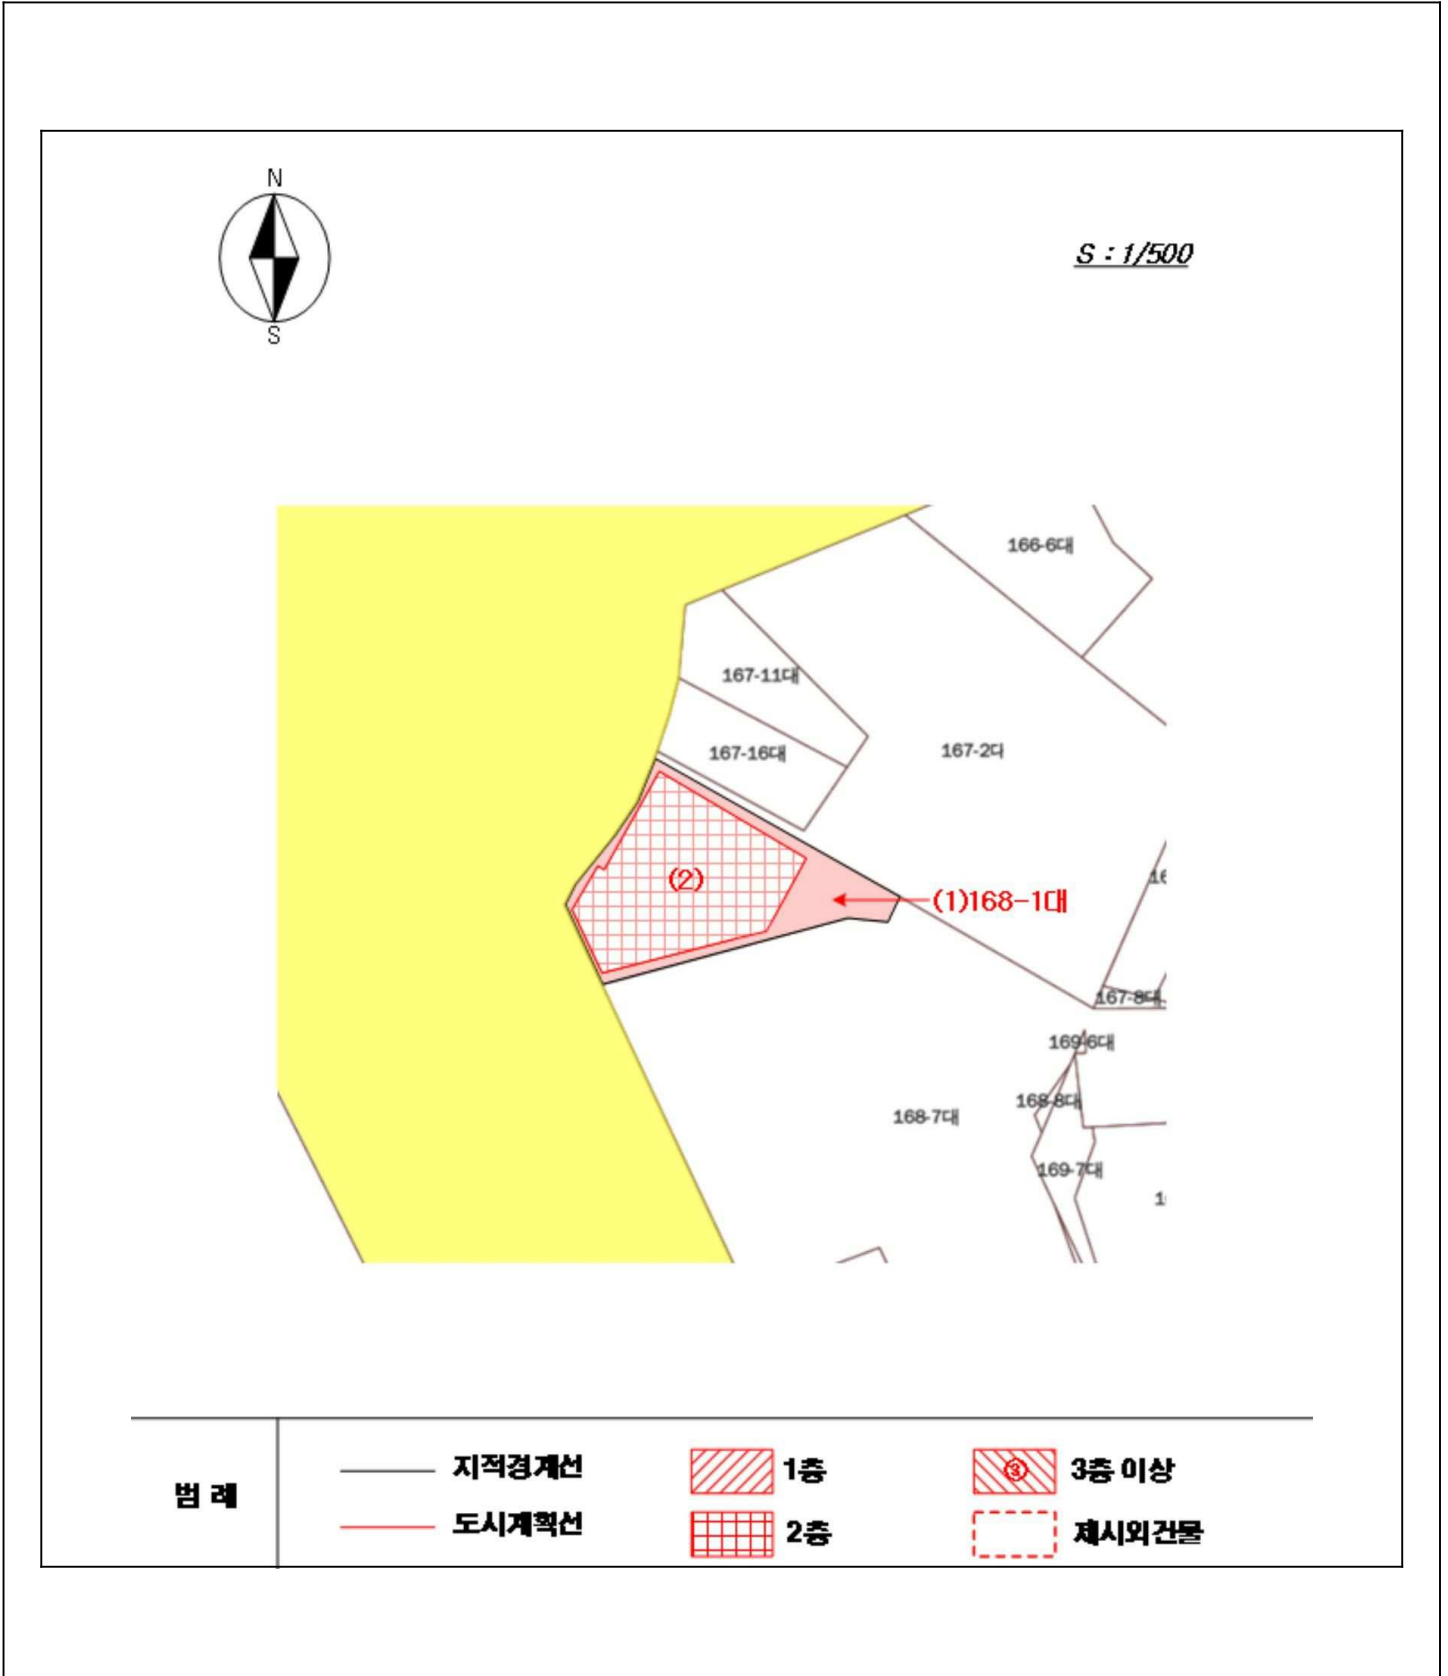 N
S : 1/500
S
166-6대
167-11대
167-16대
167-2다
(2)
(1)168-1대
167-8대
169-6대
168-8대
168-7대
169-7대
범 례
지적경계선
1층
③
3층 이상
도시계획선
2층
제시외건물